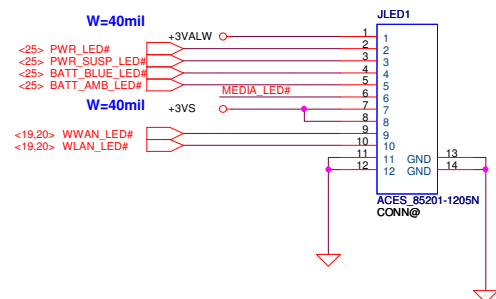 W=40mil
JLED1
+3VALW 1 1
<25> PWR_LED# 2 2
<25> PWR_SUSP_LED# 3 3
<25> BATT_BLUE_LED# 4 4
<25> BATT_AMB_LED# 5 5
MEDIA_LED# 6 6
W=40mil
+3VS 7 7
8 8
<19,20> WWAN_LED# 9 9
<19,20> WLAN_LED# 10 10
11 11 GND 13
12 12 GND 14
ACES_85201-1205N
CONN@